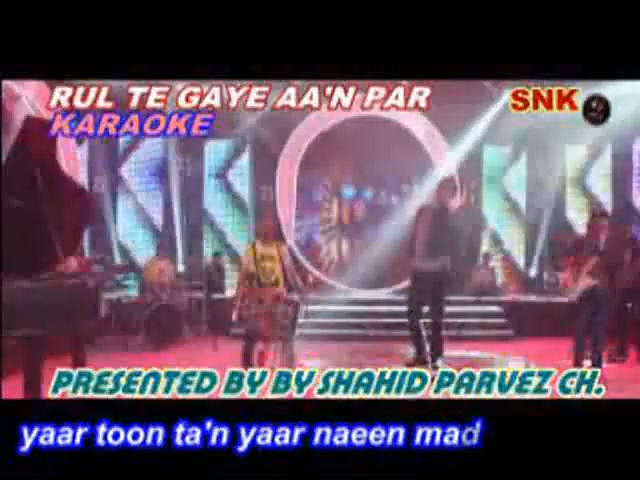 RUL TE GAYE AA'N PAR
KARAOKE
SNK
PRESENTED BY BY SHAHID PARVEZ CH.
yaar toon ta'n yaar naeen mad